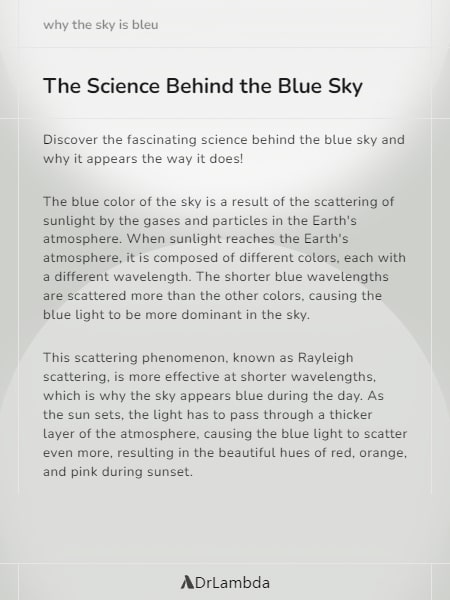 why the sky is bleu
The Science Behind the Blue Sky
Discover the fascinating science behind the blue sky and
why it appears the way it does!
The blue color of the sky is a result of the scattering of
sunlight by the gases and particles in the Earth's
atmosphere. When sunlight reaches the Earth's
atmosphere, it is composed of different colors, each with
a different wavelength. The shorter blue wavelengths
are scattered more than the other colors, causing the
blue light to be more dominant in the sky.
This scattering phenomenon, known as Rayleigh
scattering, is more effective at shorter wavelengths,
which is why the sky appears blue during the day. As
the sun sets, the light has to pass through a thicker
layer of the atmosphere, causing the blue light to scatter
even more, resulting in the beautiful hues of red, orange,
and pink during sunset.
DrLambda